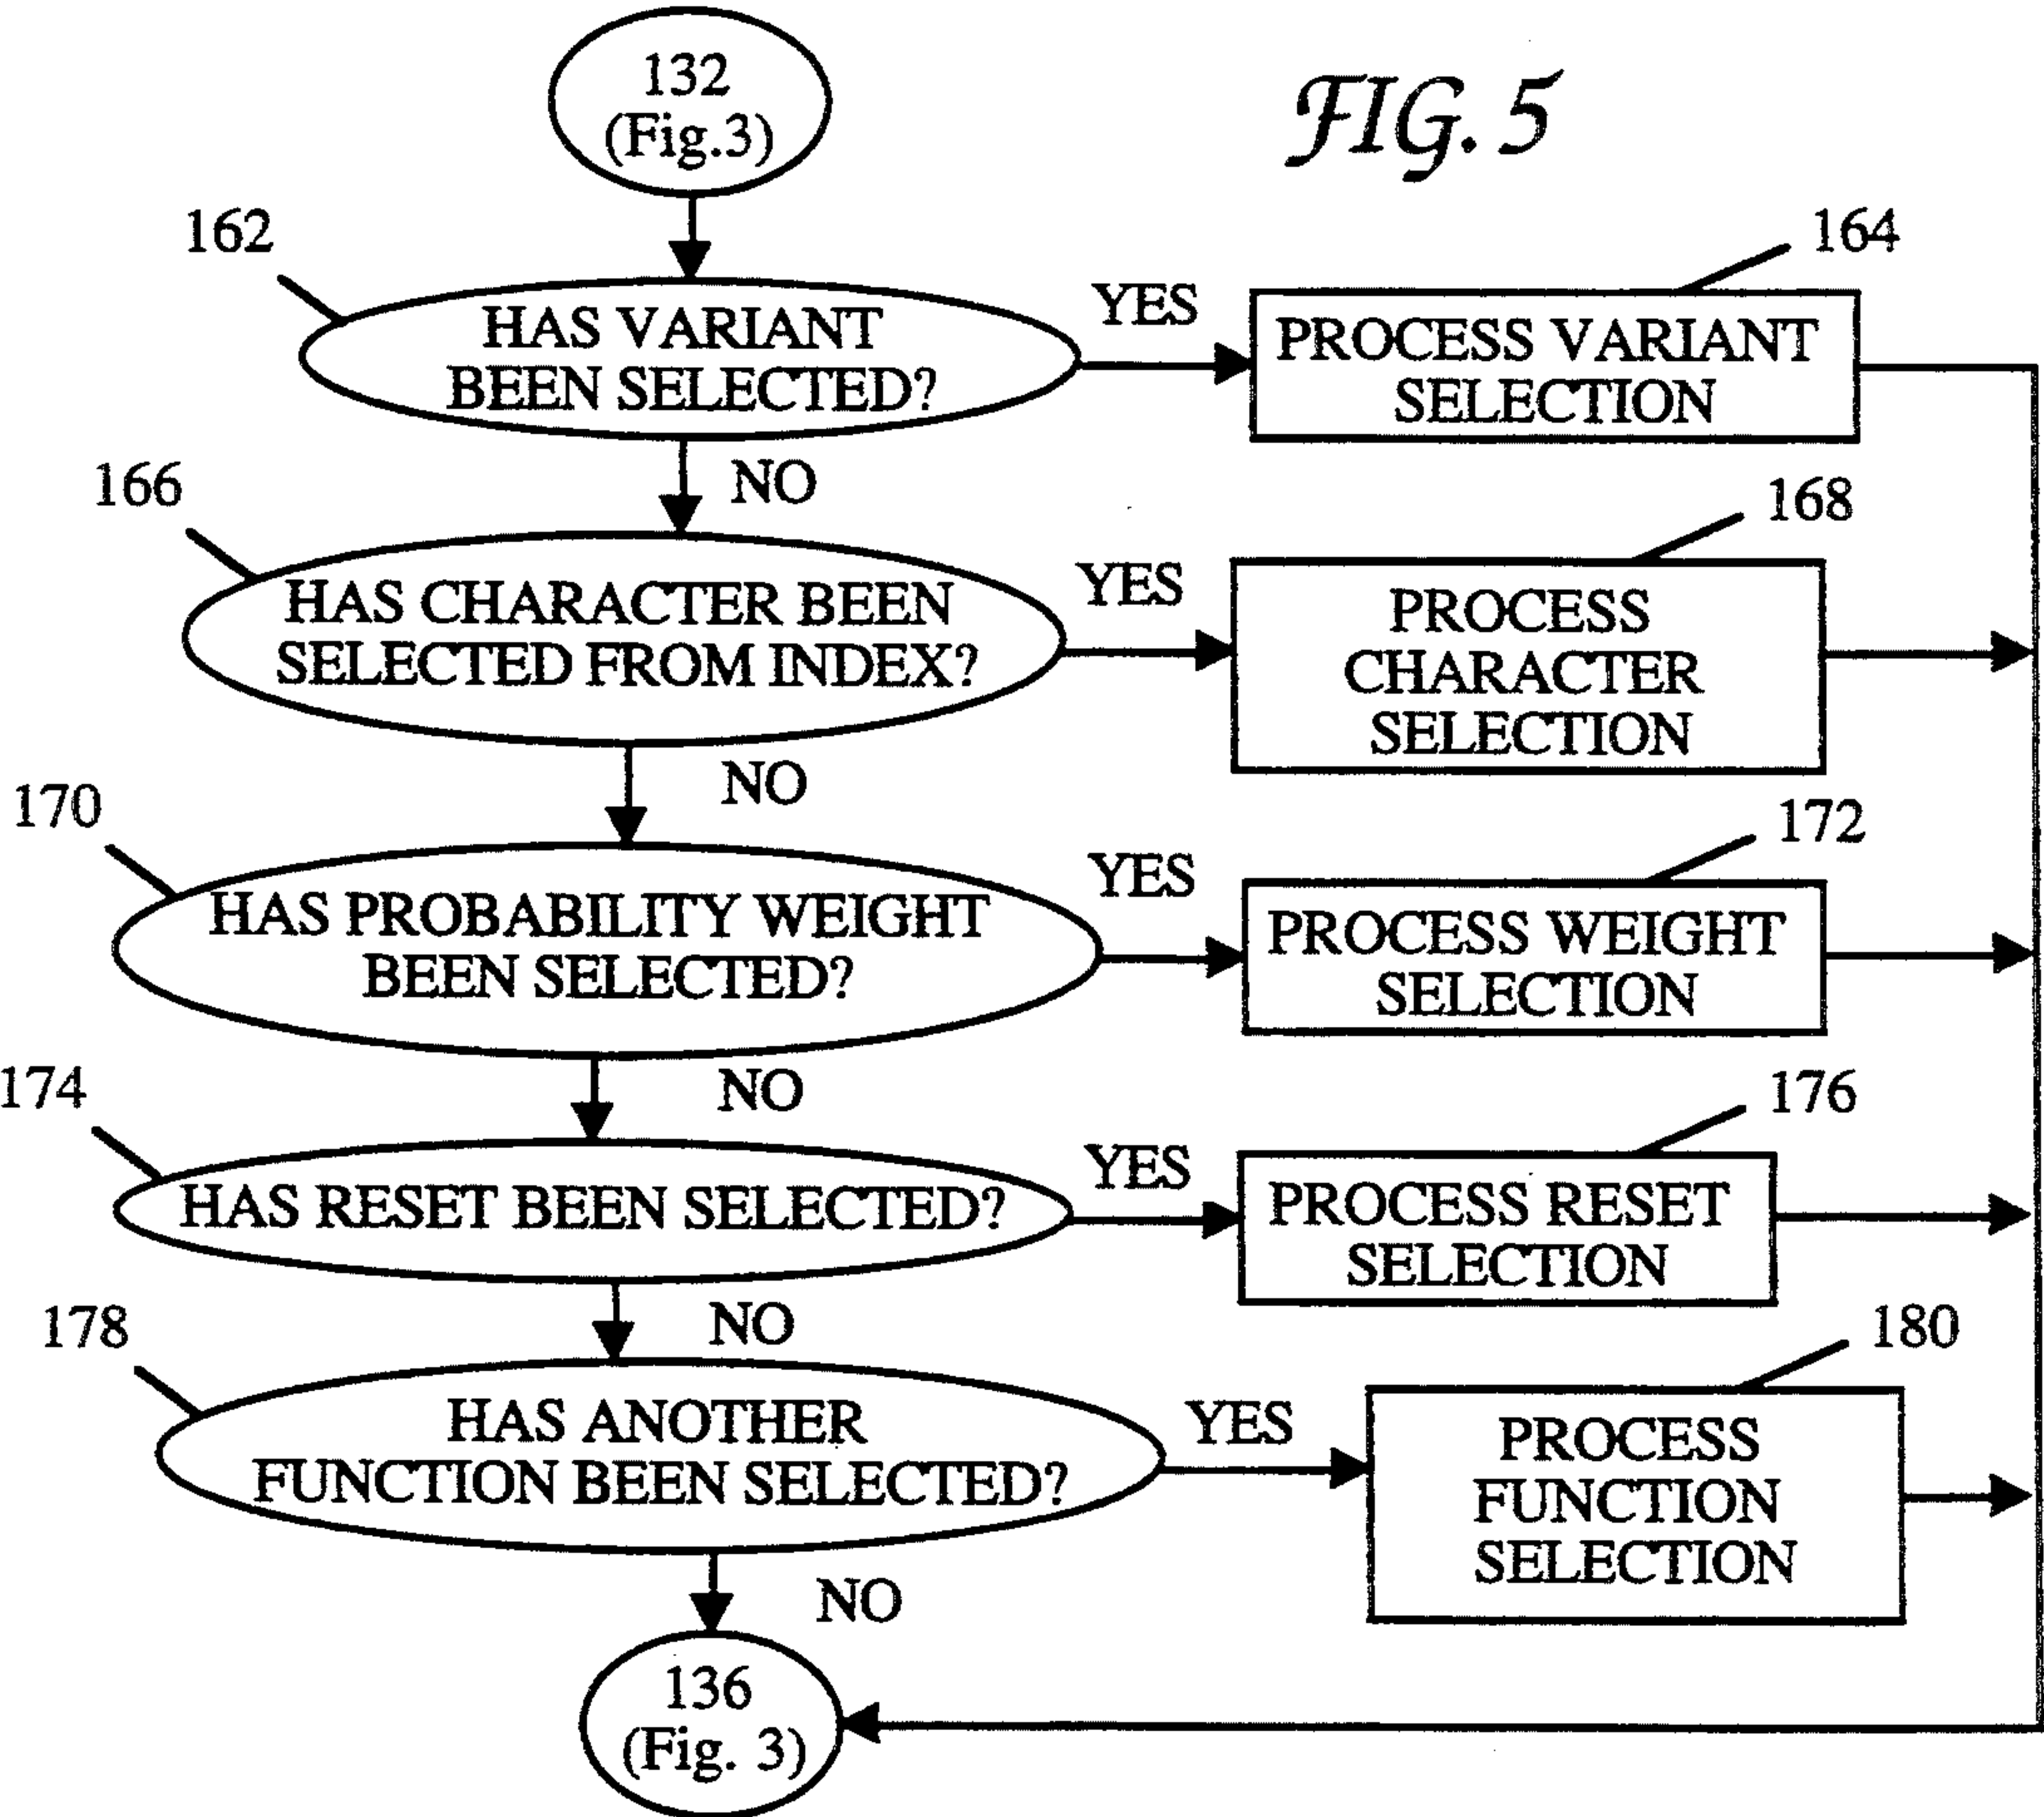 132
(Fig.3)
FIG. 5
162
HAS VARIANT
BEEN SELECTED?
YES
164
PROCESS VARIANT
SELECTION
NO
166
HAS CHARACTER BEEN
SELECTED FROM INDEX?
YES
168
PROCESS
CHARACTER
SELECTION
NO
170
HAS PROBABILITY WEIGHT
BEEN SELECTED?
YES
172
PROCESS WEIGHT
SELECTION
NO
174
HAS RESET BEEN SELECTED?
YES
176
PROCESS RESET
SELECTION
NO
178
HAS ANOTHER
FUNCTION BEEN SELECTED?
YES
180
PROCESS
FUNCTION
SELECTION
NO
136
(Fig. 3)